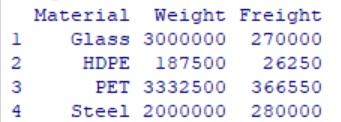 Material Weight Freight
1 Glass 3000000 270000
2 HDPE 187500 26250
3 PET 3332500 366550
4 Steel 2000000 280000